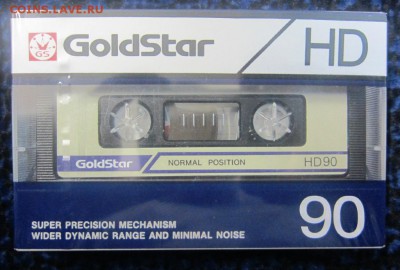 COINS.LAVE.RU
GS GoldStar HD
GoldStar NORMAL POSITION HD90
SUPER PRECISION MECHANISM
WIDER DYNAMIC RANGE AND MINIMAL NOISE
90